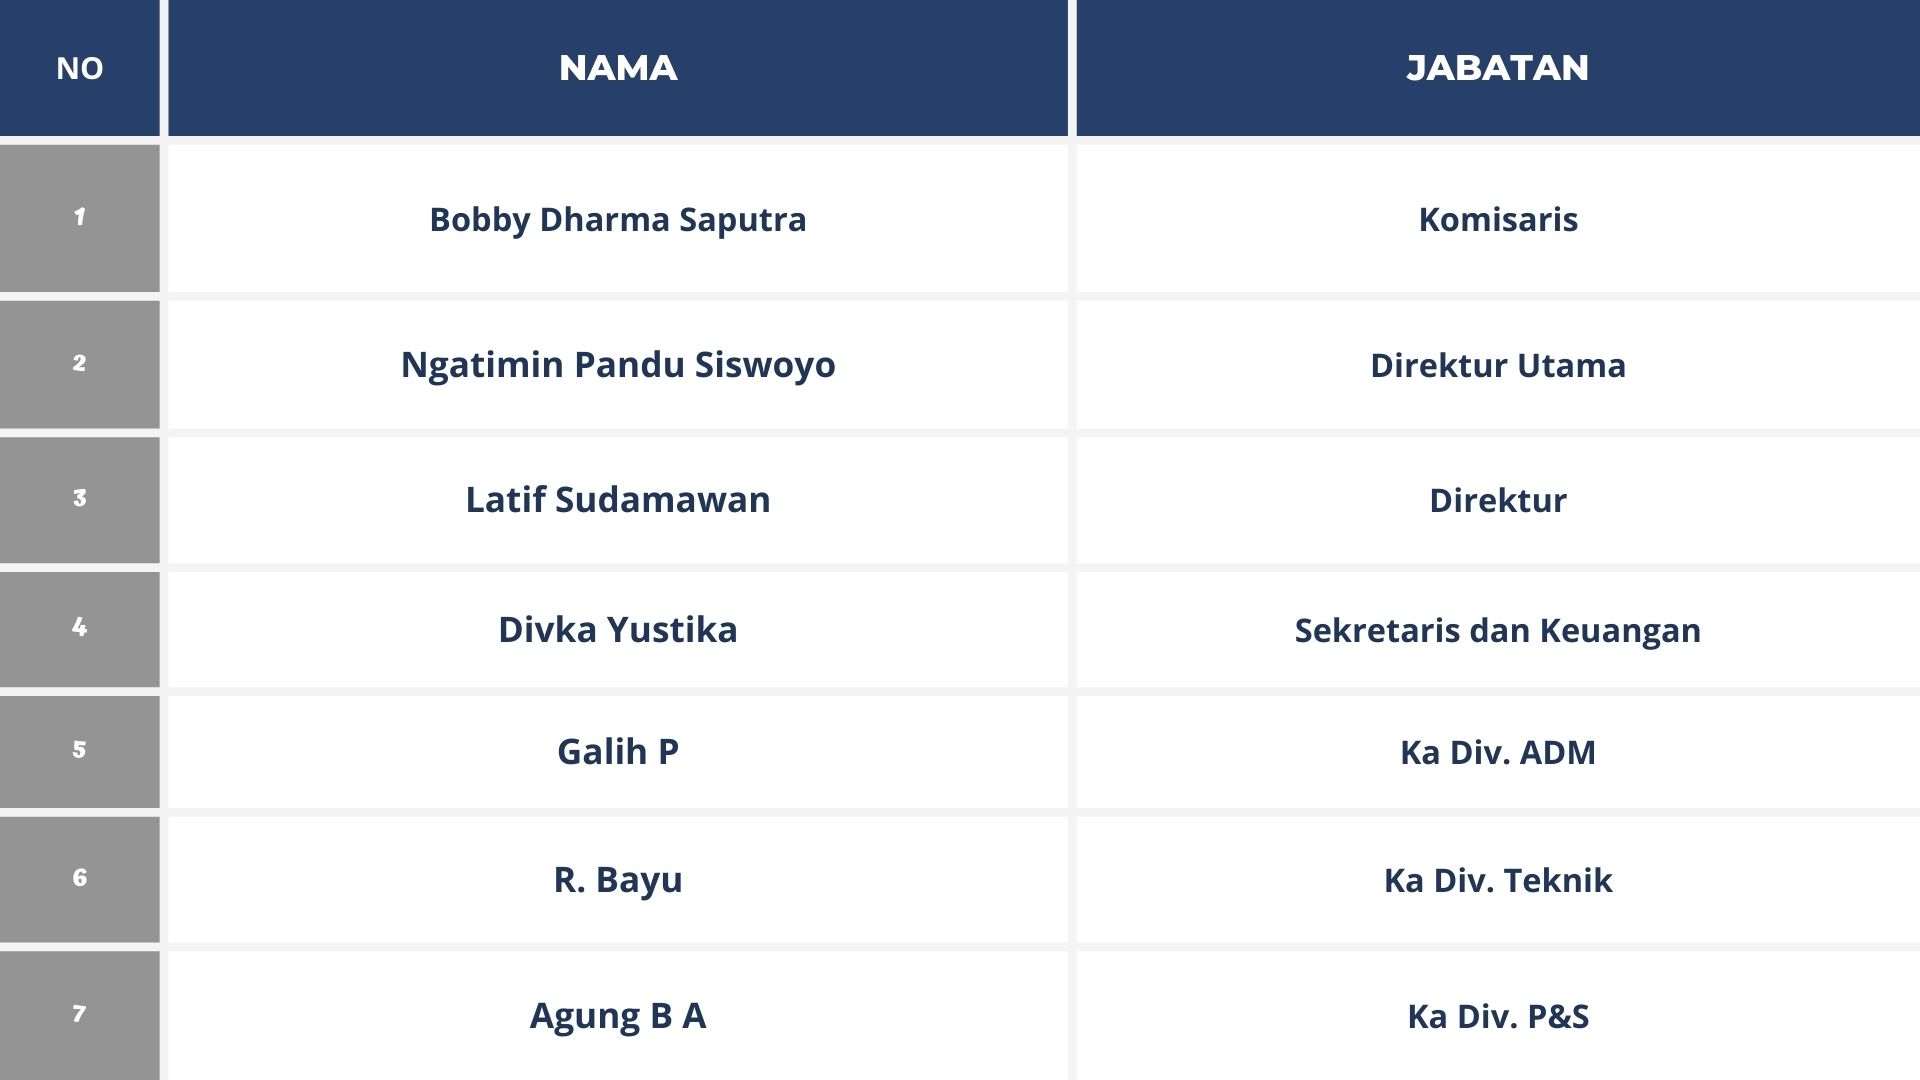 NO NAMA JABATAN
1 Bobby Dharma Saputra Komisaris
2 Ngatimin Pandu Siswoyo Direktur Utama
3 Latif Sudamawan Direktur
4 Divka Yustika Sekretaris dan Keuangan
5 Galih P Ka Div. ADM
6 R. Bayu Ka Div. Teknik
7 Agung B A Ka Div. P&S